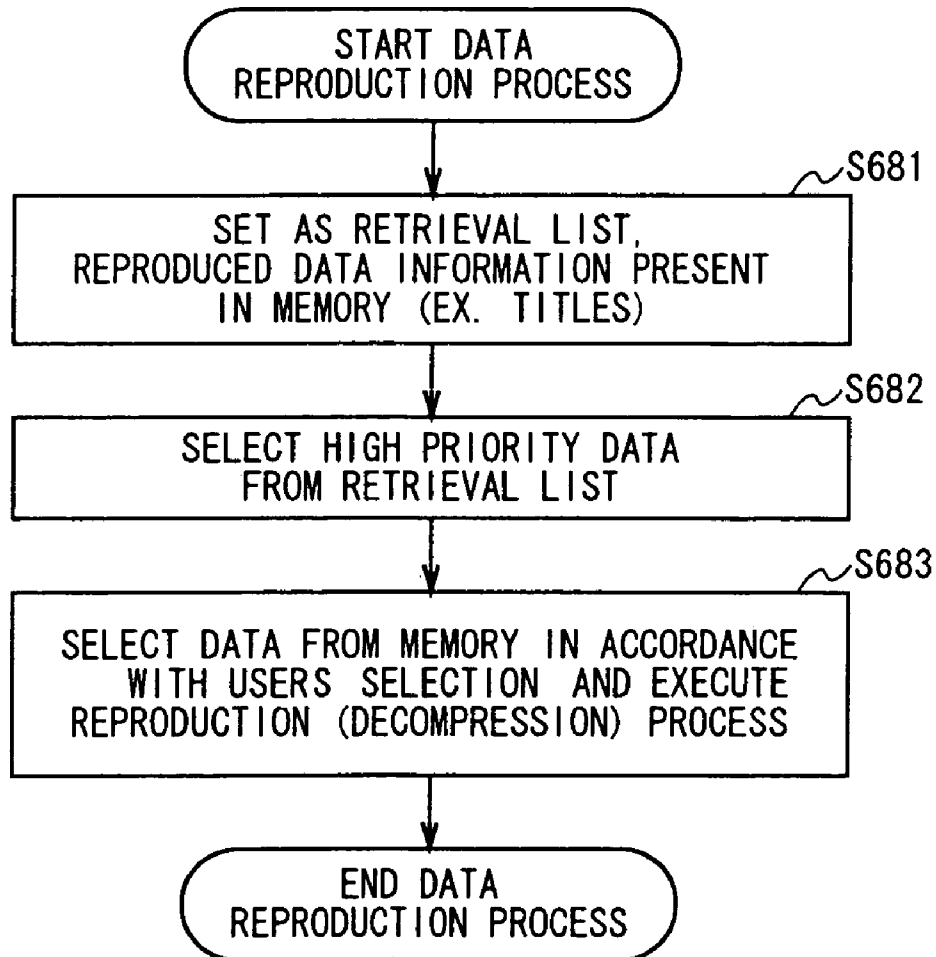 START DATA
REPRODUCTION PROCESS
S681
SET AS RETRIEVAL LIST,
REPRODUCED DATA INFORMATION PRESENT
IN MEMORY (EX. TITLES)
S682
SELECT HIGH PRIORITY DATA
FROM RETRIEVAL LIST
S683
SELECT DATA FROM MEMORY IN ACCORDANCE
WITH USERS SELECTION AND EXECUTE
REPRODUCTION (DECOMPRESSION) PROCESS
END DATA
REPRODUCTION PROCESS